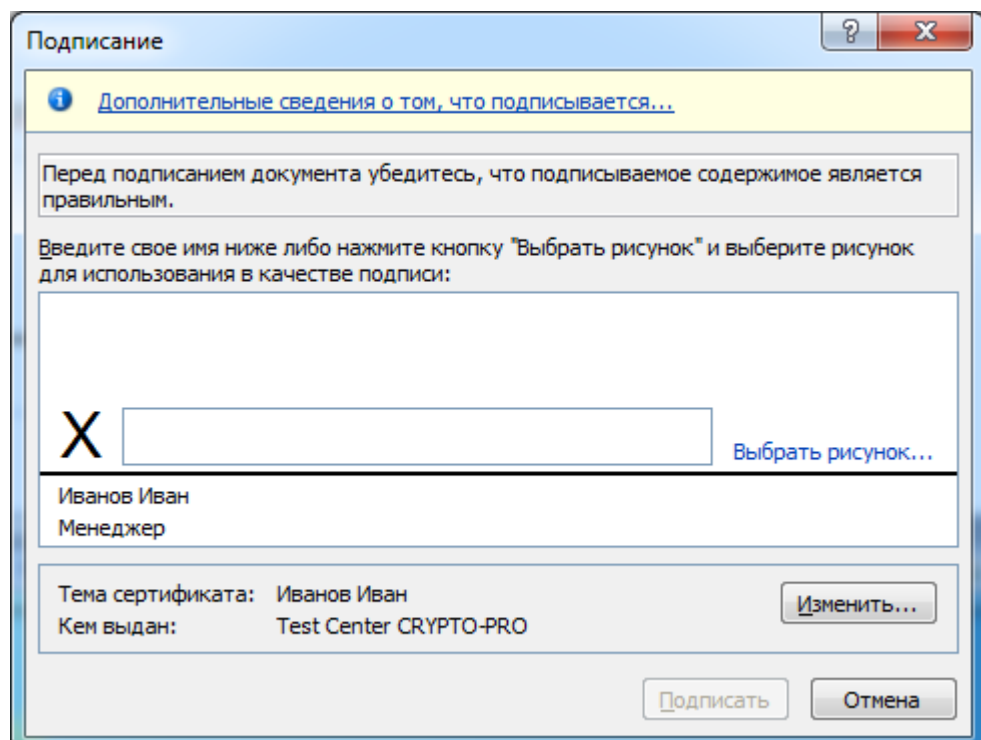 Подписание
Дополнительные сведения о том, что подписывается...
Перед подписанием документа убедитесь, что подписываемое содержимое является
правильным.
Введите свое имя ниже либо нажмите кнопку "Выбрать рисунок" и выберите рисунок
для использования в качестве подписи:
X
Выбрать рисунок...
Иванов Иван
Менеджер
Тема сертификата: Иванов Иван
Кем выдан: Test Center CRYPTO-PRO
Изменить...
Подписать Отмена